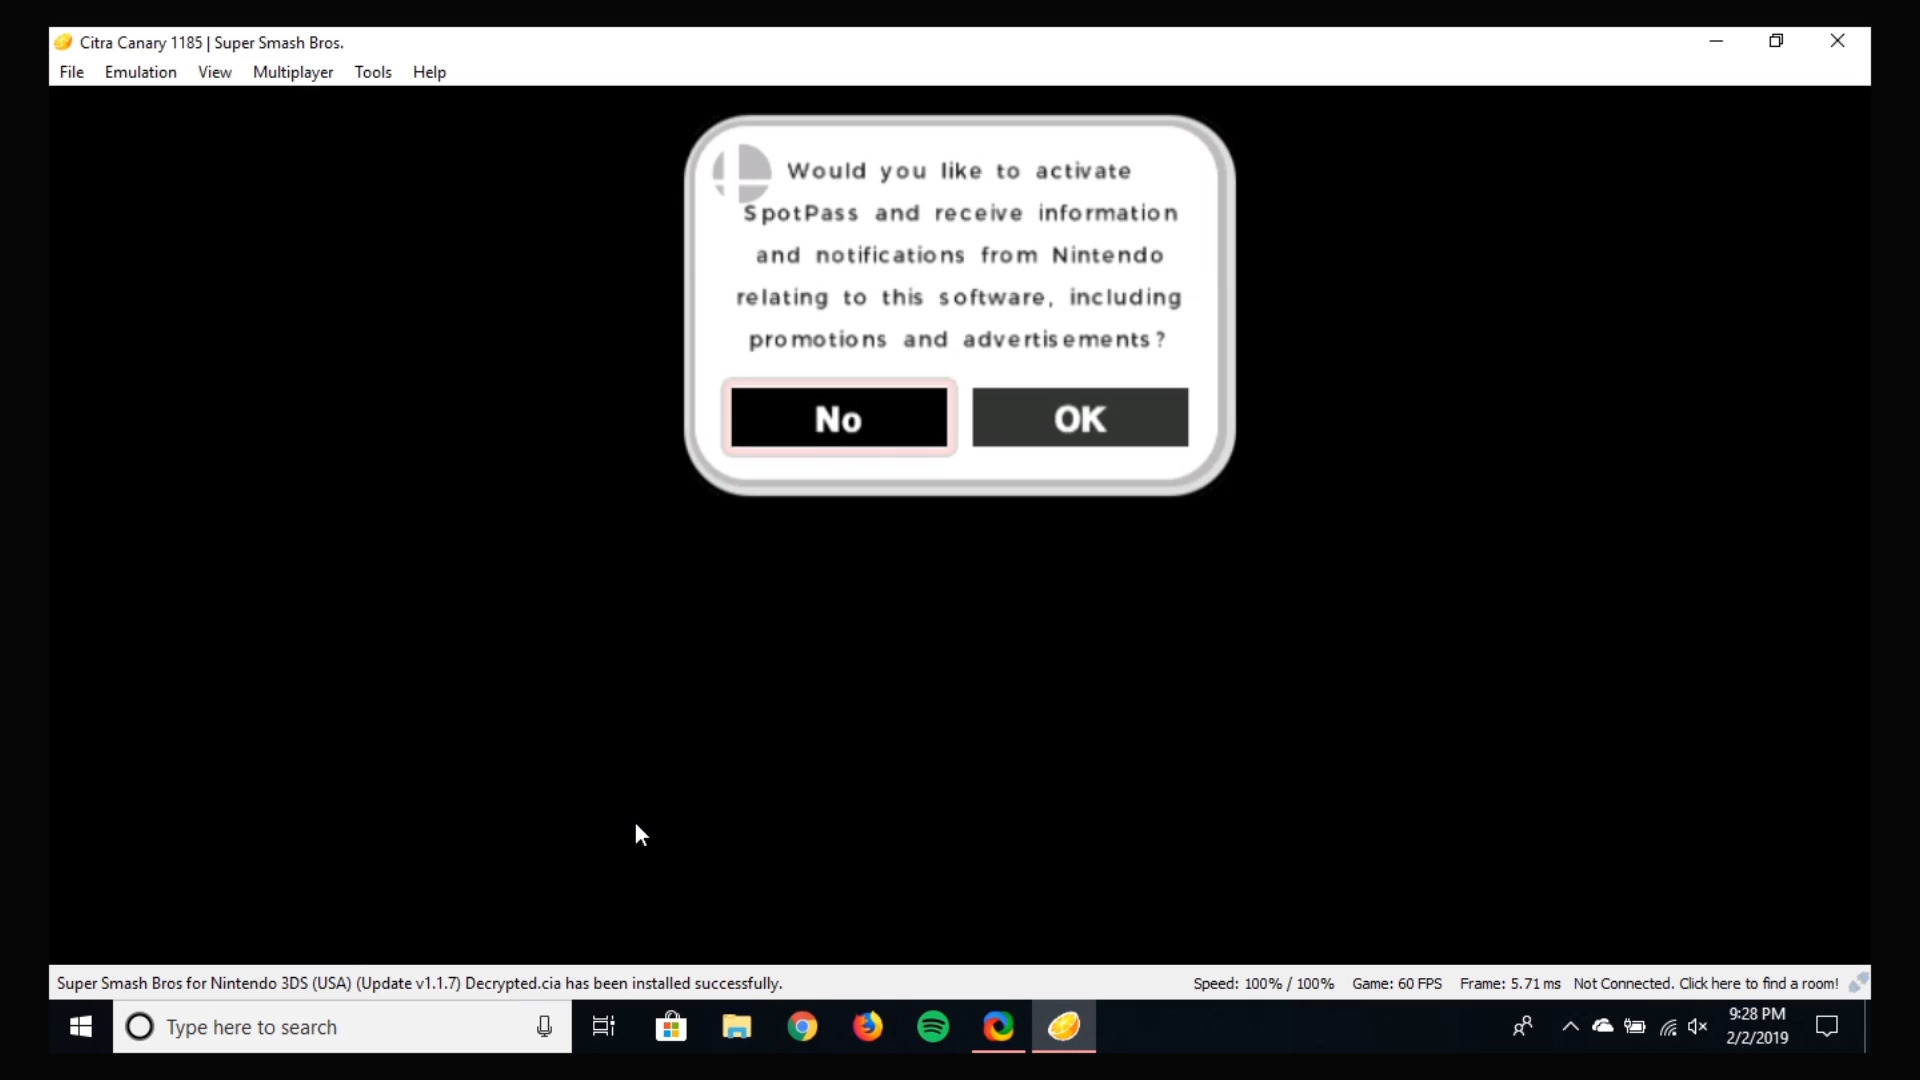 Citra Canary 1185 | Super Smash Bros.
File Emulation View Multiplayer Tools Help
Would you like to activate
SpotPass and receive information
and notifications from Nintendo
relating to this software, including
promotions and advertisements?
No OK
Super Smash Bros for Nintendo 3DS (USA) (Update v1.1.7) Decrypted.cia has been installed successfully. Speed: 100% / 100% Game: 60 FPS Frame: 5.71 ms Not Connected. Click here to find a room!
Type here to search
9:28 PM
2/2/2019